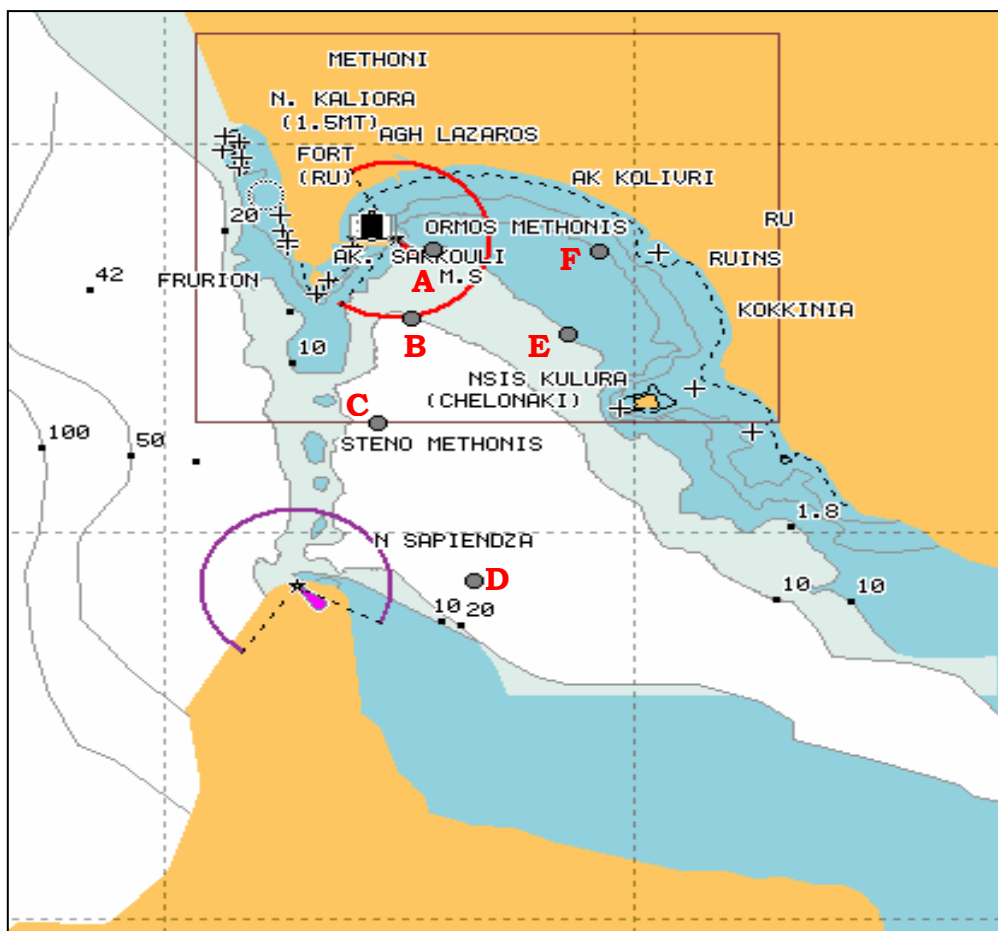 METHONI
N. KALIORA
(1.5MT)
AGH LAZAROS
FORT
(RU)
AK KOLIVRI
20
ORMOS METHONIS
RU
F
RUINS
AK. SARKOULI
A
M.S
42
FRURION
KOKKINIA
B
E
10
NSIS KULURA
(CHELONAKI)
C
100
50
STENO METHONIS
1.8
N SAPIENDZA
D
10
20
10
10